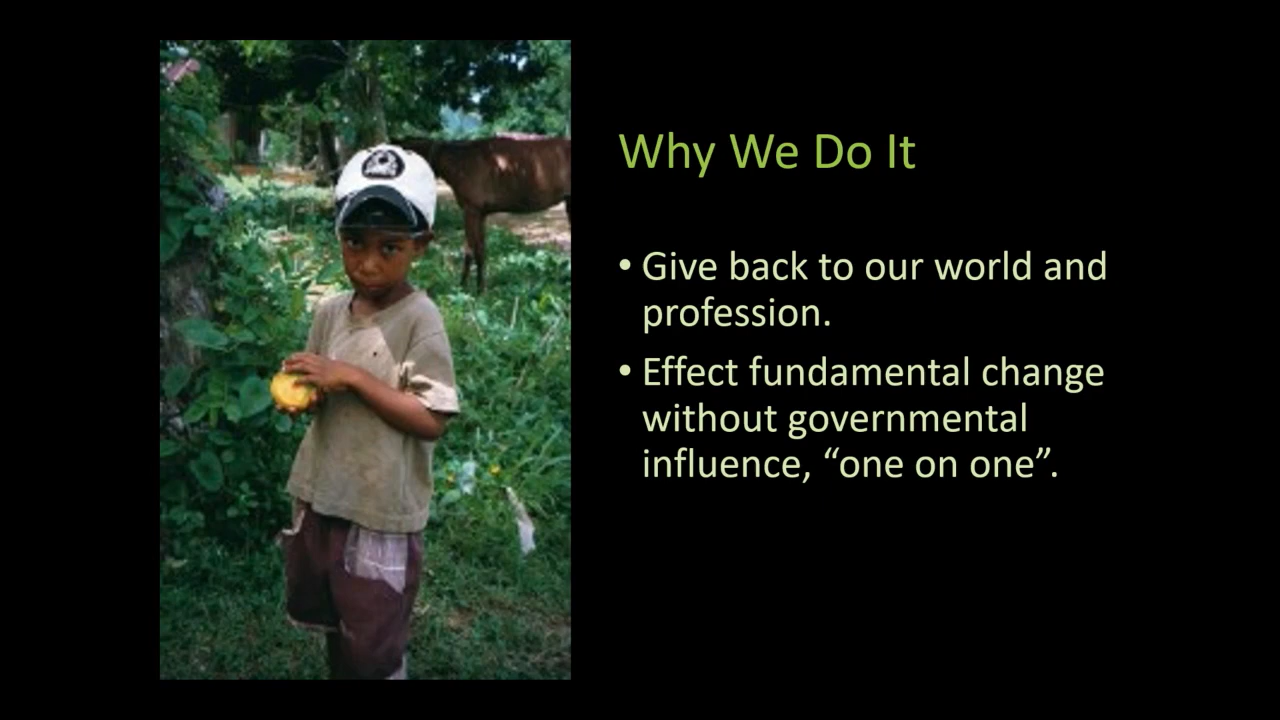 Why We Do It
• Give back to our world and
profession.
• Effect fundamental change
without governmental
influence, “one on one”.